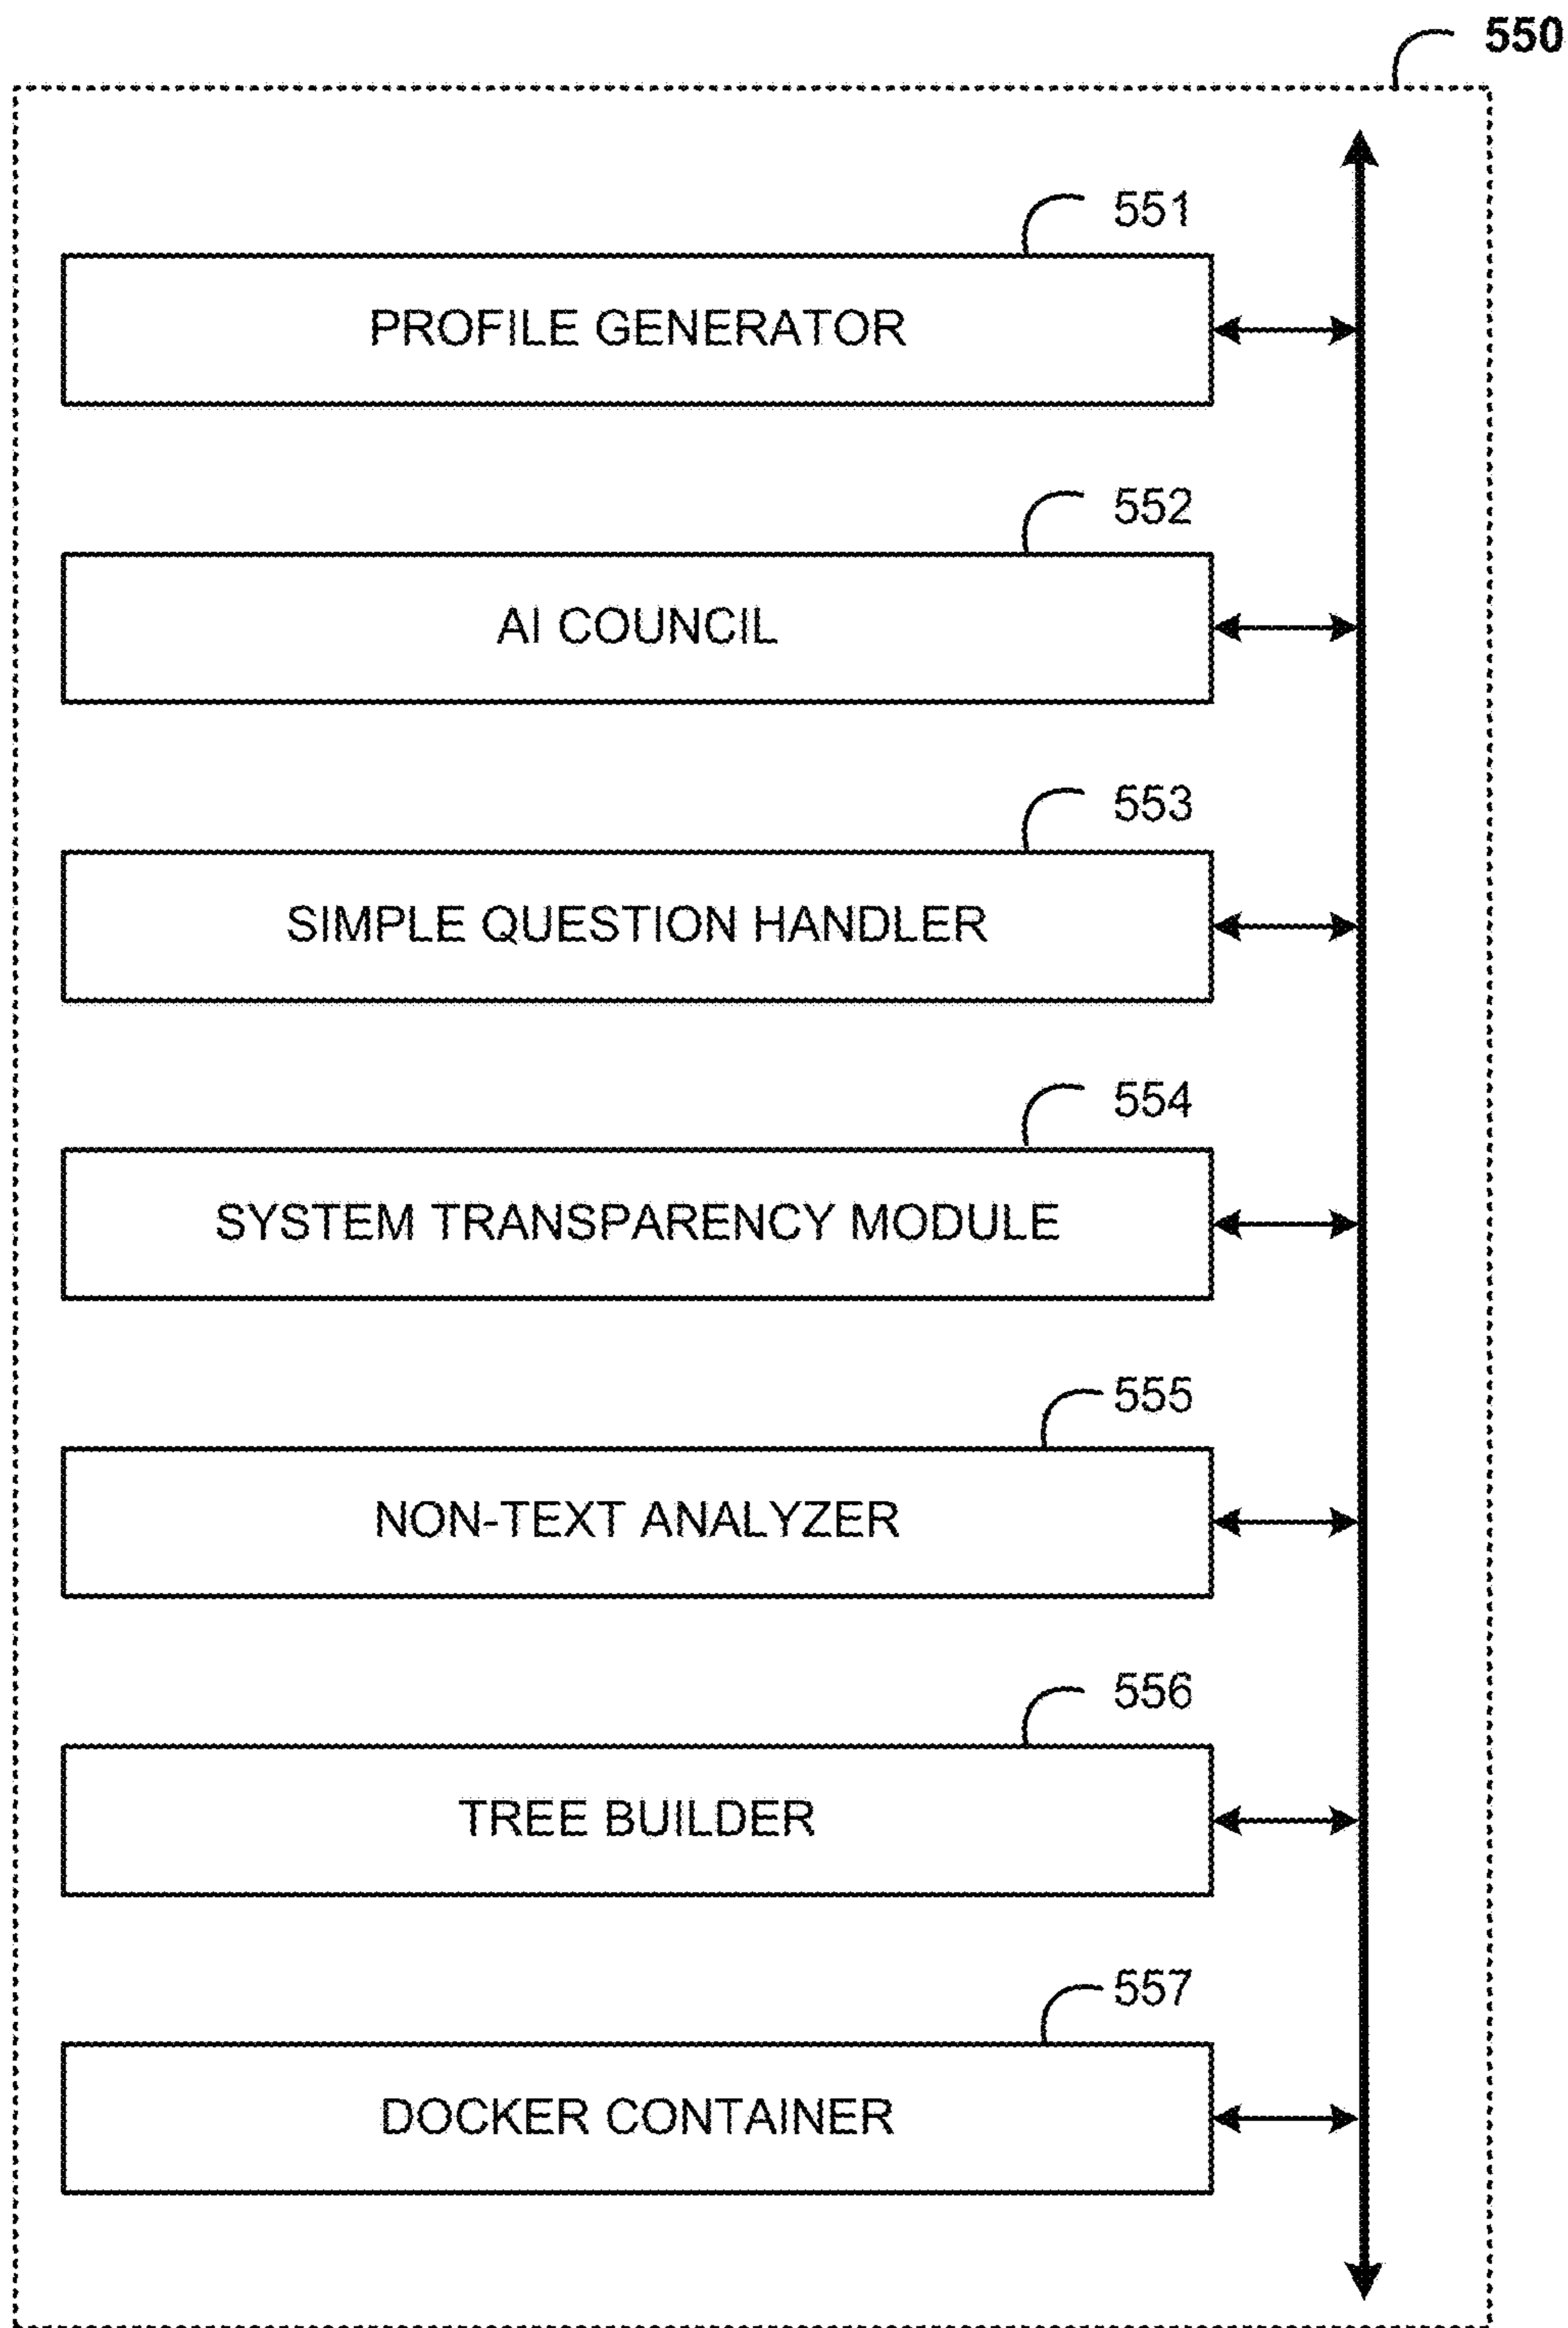 550
551
PROFILE GENERATOR
552
AI COUNCIL
553
SIMPLE QUESTION HANDLER
554
SYSTEM TRANSPARENCY MODULE
555
NON-TEXT ANALYZER
556
TREE BUILDER
557
DOCKER CONTAINER